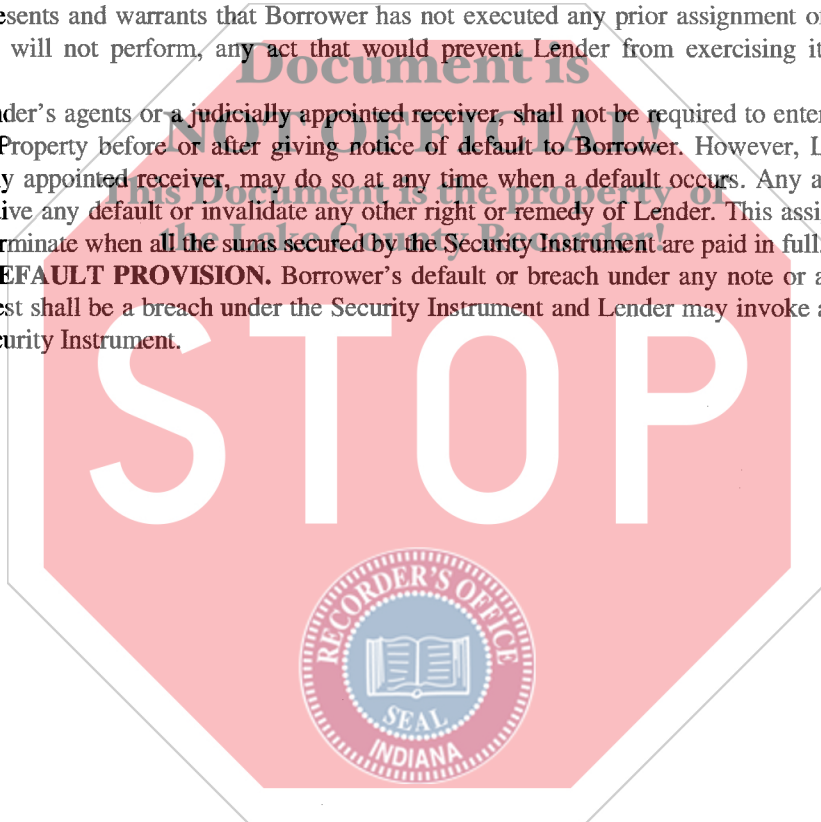 esents and warrants that Borrower has not executed any prior assignment o
will not perform, any act that would prevent Lender from exercising it
Document is
der's agents or a judicially appointed receiver, shall not be required to enter
NOT OFFICIAL!
Property before or after giving notice of default to Borrower. However, L
y appointed receiver, may do so at any time when a default occurs. Any a
This Document is the property of
ive any default or invalidate any other right or remedy of Lender. This assi
rminate when all the sums secured by the Security Instrument are paid in full.
the Lake County Recorder!
EFAULT PROVISION. Borrower's default or breach under any note or a
est shall be a breach under the Security Instrument and Lender may invoke a
curity Instrument.
STOP
RECORDER'S OFFICE
SEAL
INDIANA